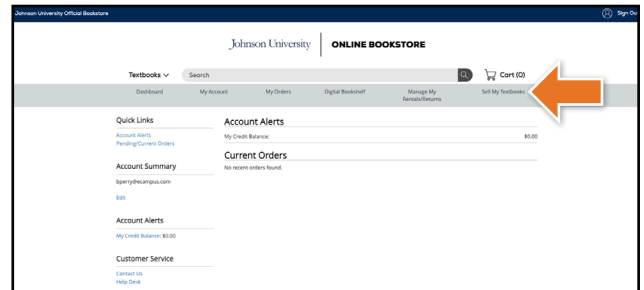 Johnson University Official Bookstore
Sign Ou
Johnson University ONLINE BOOKSTORE
Textbooks Search Cart (0)
Dashboard My Account My Orders Digital Bookshelf Manage My Rentals/Returns Sell My Textbooks
Quick Links
Account Alerts
Pending/Current Orders
Account Summary
bperry@ecampus.com
Edit
Account Alerts
My Credit Balance: $0.00
Customer Service
Contact Us
Help Desk
Account Alerts
My Credit Balance: $0.00
Current Orders
No recent orders found.